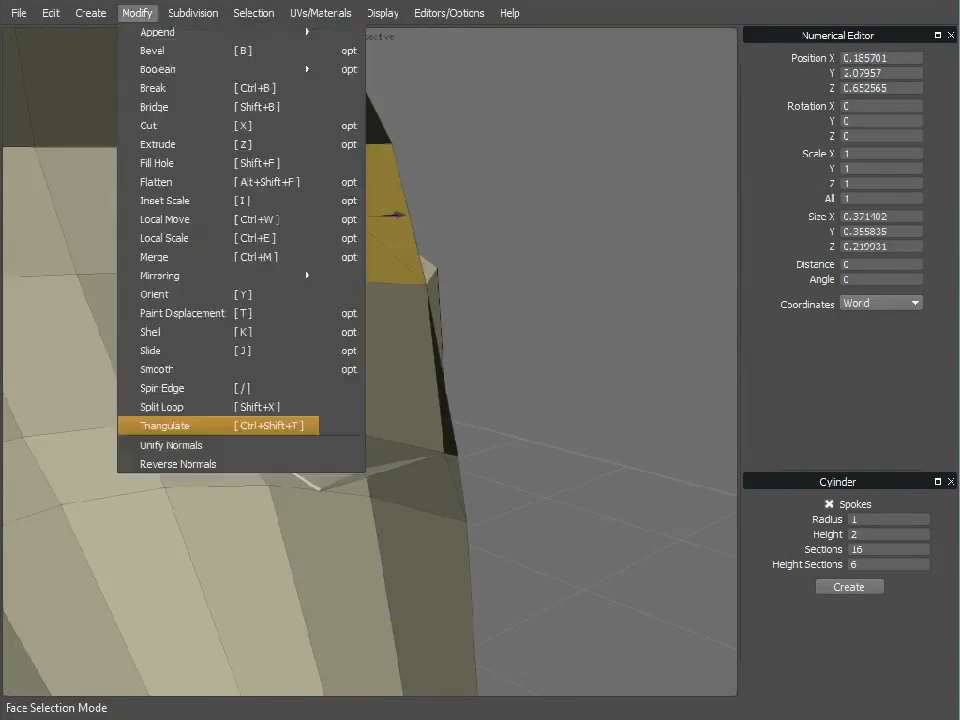 File Edit Create Modify Subdivision Selection UVs/Materials Display Editors/Options Help
Append
Bevel [ B ] opt
Boolean opt
Break [ Ctrl+B ]
Bridge [ Shift+B ]
Cut [ X ] opt
Extrude [ Z ] opt
Fill Hole [ Shift+F ]
Flatten [ Alt+Shift+F ] opt
Inset Scale [ I ] opt
Local Move [ Ctrl+W ] opt
Local Scale [ Ctrl+E ] opt
Merge [ Ctrl+M ] opt
Mirroring
Orient [ Y ]
Paint Displacement [ T ] opt
Shell [ K ] opt
Slide [ J ] opt
Smooth opt
Spin Edge [ / ]
Split Loop [ Shift+X ]
Triangulate [ Ctrl+Shift+T ]
Unify Normals
Reverse Normals
Numerical Editor
Position X 0.185701
Y 2.07957
Z 0.652565
Rotation X 0
Y 0
Z 0
Scale X 1
Y 1
Z 1
All 1
Size X 0.371402
Y 0.355835
Z 0.219931
Distance 0
Angle 0
Coordinates Word
Cylinder
Spokes
Radius 1
Height 2
Sections 16
Height Sections 6
Create
Face Selection Mode